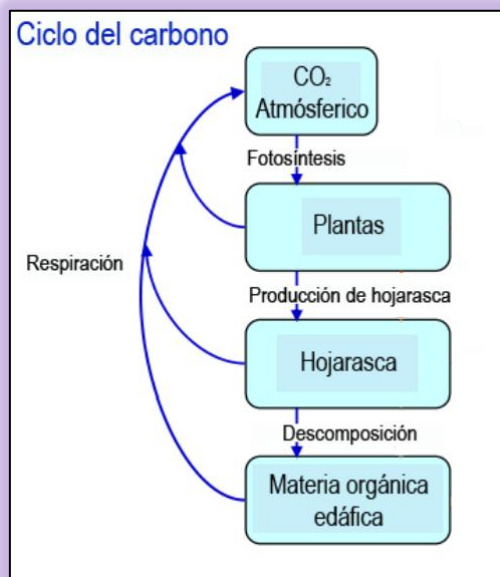 Ciclo del carbono
CO₂
Atmósferico
Fotosíntesis
Plantas
Respiración
Producción de hojarasca
Hojarasca
Descomposición
Materia orgánica
edáfica